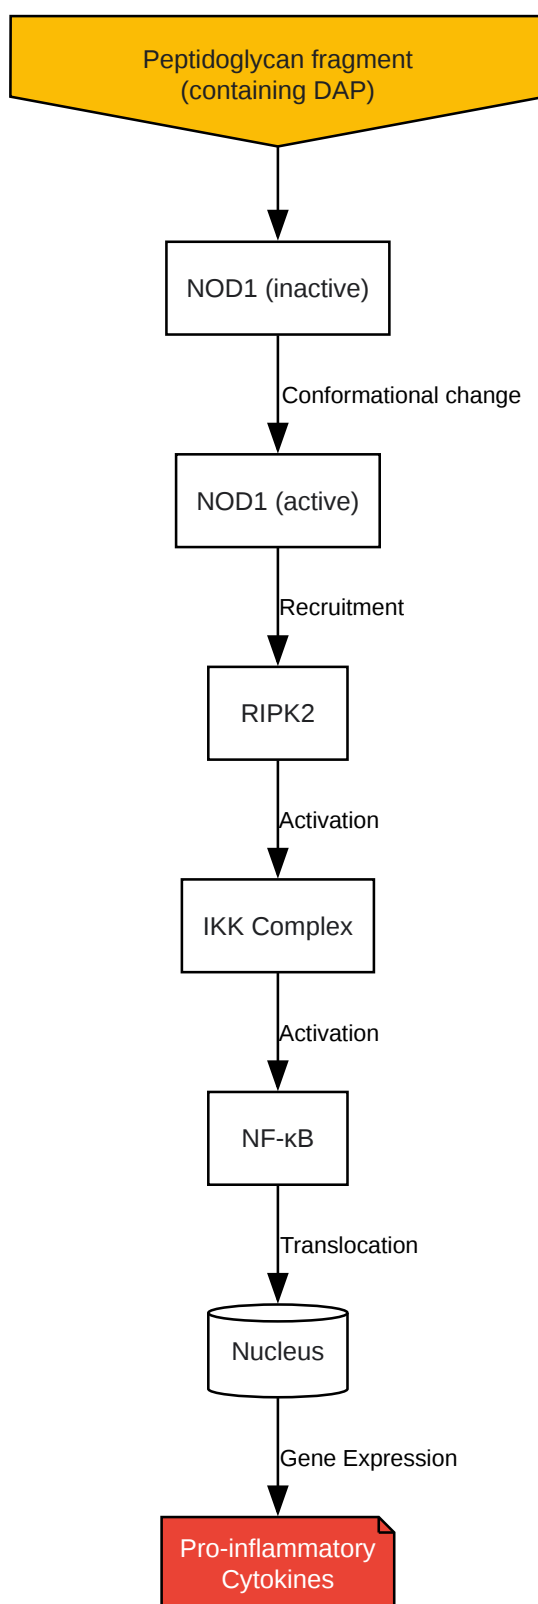 Peptidoglycan fragment
(containing DAP)
NOD1 (inactive)
Conformational change
NOD1 (active)
Recruitment
RIPK2
Activation
IKK Complex
Activation
NF-κB
Translocation
Nucleus
Gene Expression
Pro-inflammatory
Cytokines